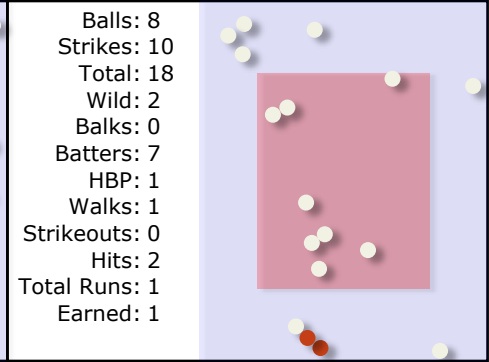 Balls: 8
Strikes: 10
Total: 18
Wild: 2
Balks: 0
Batters: 7
HBP: 1
Walks: 1
Strikeouts: 0
Hits: 2
Total Runs: 1
Earned: 1